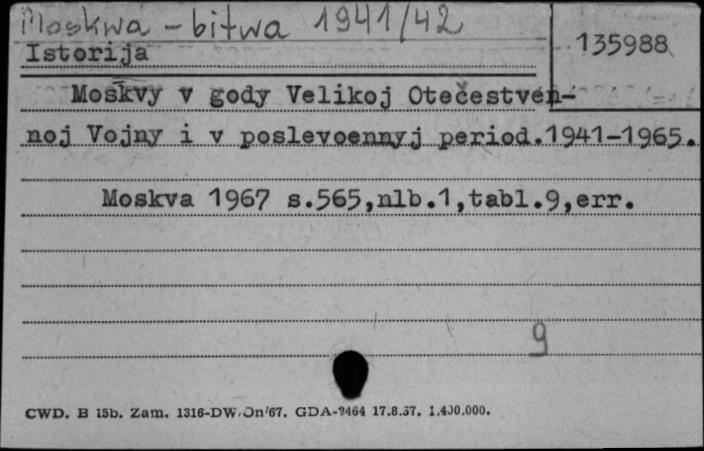 Moskwa - bitwa 1941/42
Istorija
135988
Moskvy v gody Velikoj Otečestven-
noj Vojny i v poslevoennyj period.1941-1965.
Moskva 1967 s.565,nlb.1,tabl.9,err.
9
CWD. B 15b. Zam. 1316-DW/Dn/67. GDA-2464 17.8.67. 1.400.000.